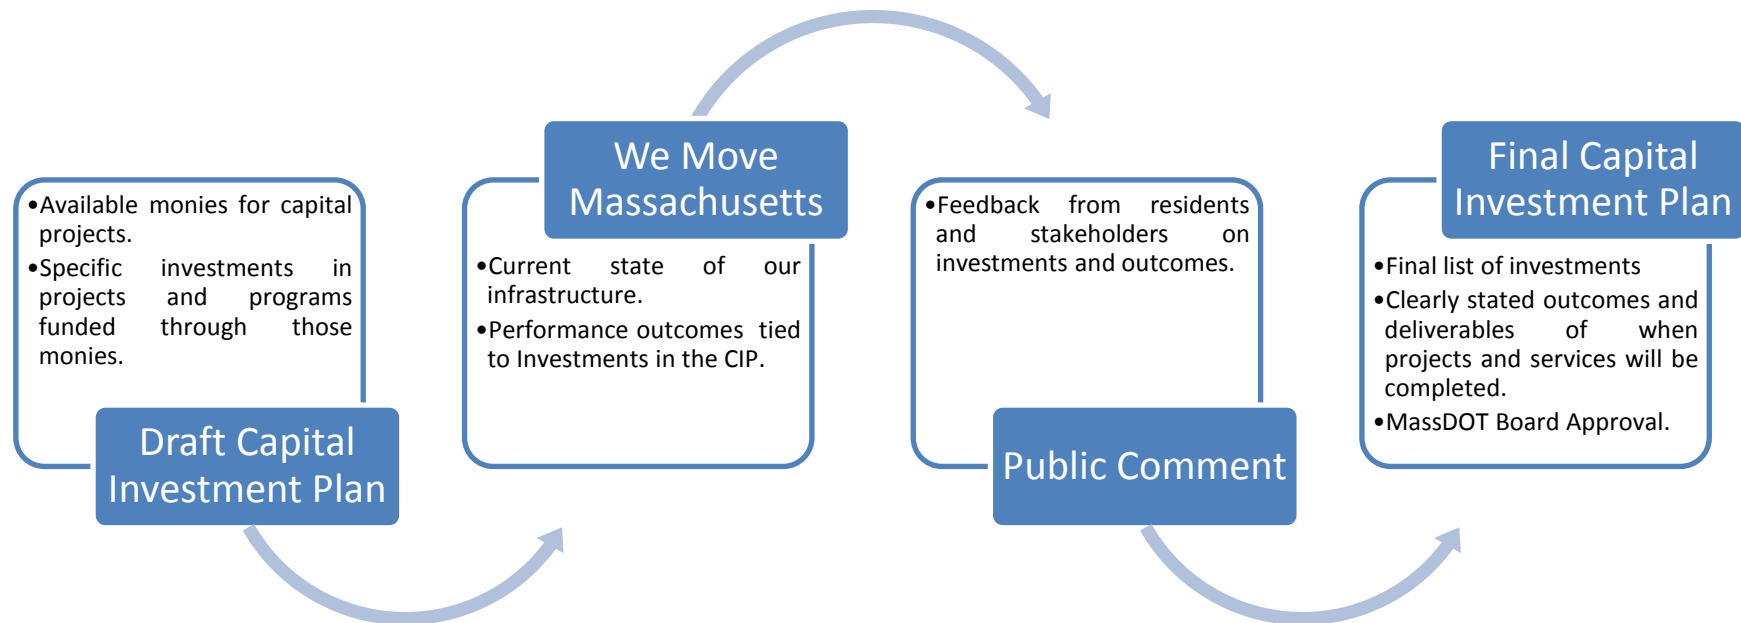 •Available monies for capital
projects.
•Specific investments in
projects and programs
funded through those
monies.
Draft Capital
Investment Plan
We Move
Massachusetts
•Current state of our
infrastructure.
•Performance outcomes tied
to Investments in the CIP.
•Feedback from residents
and stakeholders on
investments and outcomes.
Public Comment
Final Capital
Investment Plan
•Final list of investments
•Clearly stated outcomes and
deliverables of when
projects and services will be
completed.
•MassDOT Board Approval.